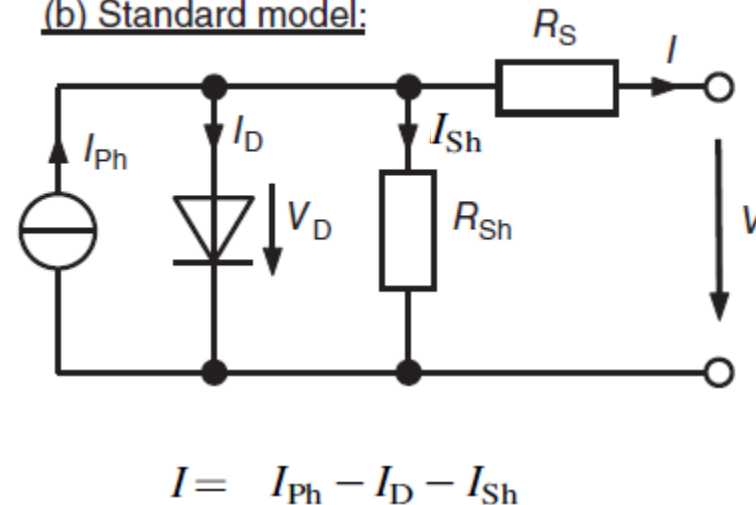 (b) Standard model:
R_S
I
I_Ph
I_D
I_Sh
V_D
R_Sh
V
I = I_Ph − I_D − I_Sh